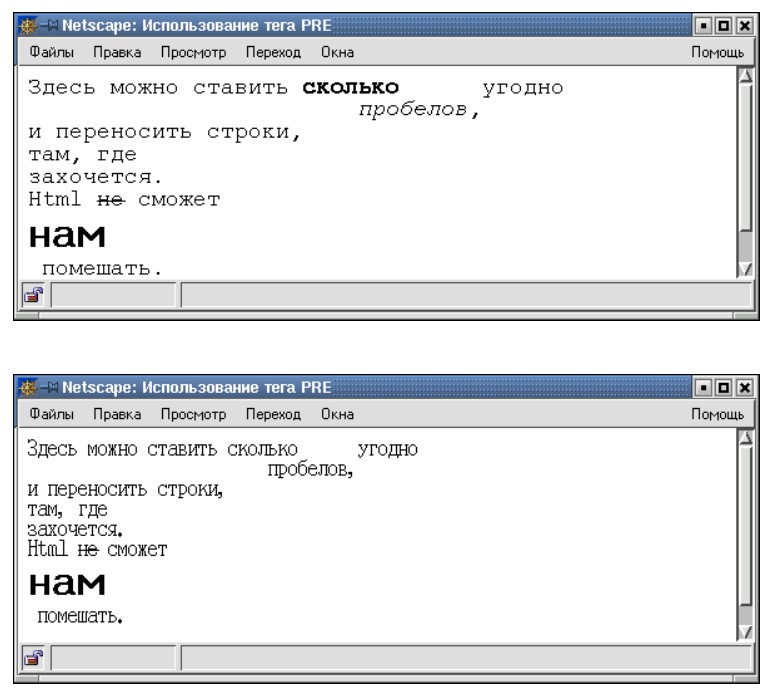 Netscape: Использование тега PRE
Файлы Правка Просмотр Переход Окна Помощь
Здесь можно ставить сколько угодно
пробелов,
и переносить строки,
там, где
захочется.
Html не сможет
нам
помешать.
Netscape: Использование тега PRE
Файлы Правка Просмотр Переход Окна Помощь
Здесь можно ставить сколько угодно
пробелов,
и переносить строки,
там, где
захочется.
Html не сможет
нам
помешать.